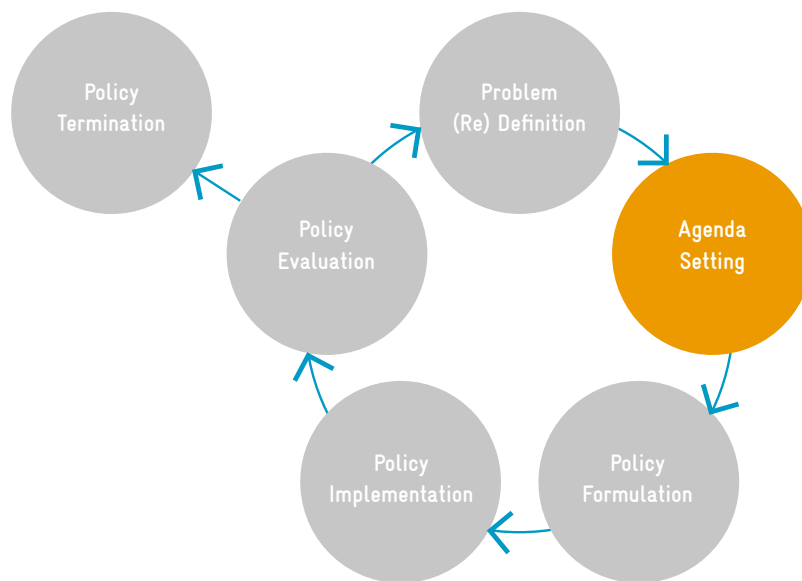 Policy
Termination
Problem
(Re) Definition
Agenda
Setting
Policy
Evaluation
Policy
Implementation
Policy
Formulation